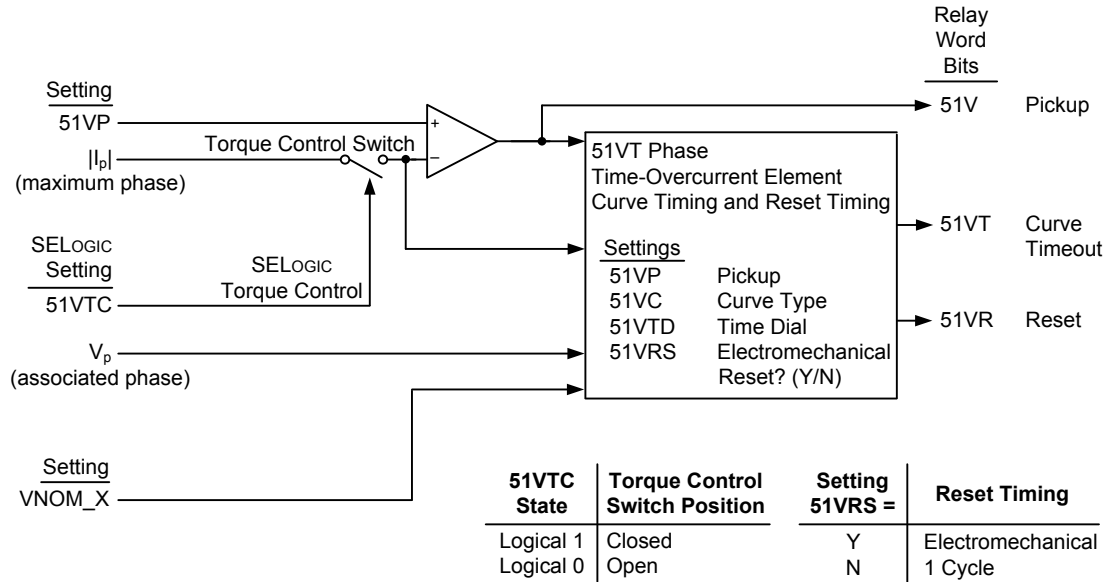 Relay
Word
Bits
Setting
51VP
51V Pickup
+
Torque Control Switch
–
|Ip|
(maximum phase)
51VT Phase
Time-Overcurrent Element
Curve Timing and Reset Timing
SELOGIC
Setting
51VTC
SELOGIC
Torque Control
51VT Curve
Timeout
Settings
51VP Pickup
51VC Curve Type
51VTD Time Dial
51VRS Electromechanical
Reset? (Y/N)
51VR Reset
Vp
(associated phase)
Setting
VNOM_X
51VTC
State
Torque Control
Switch Position
Logical 1 Closed
Logical 0 Open
Setting
51VRS =
Reset Timing
Y Electromechanical
N 1 Cycle